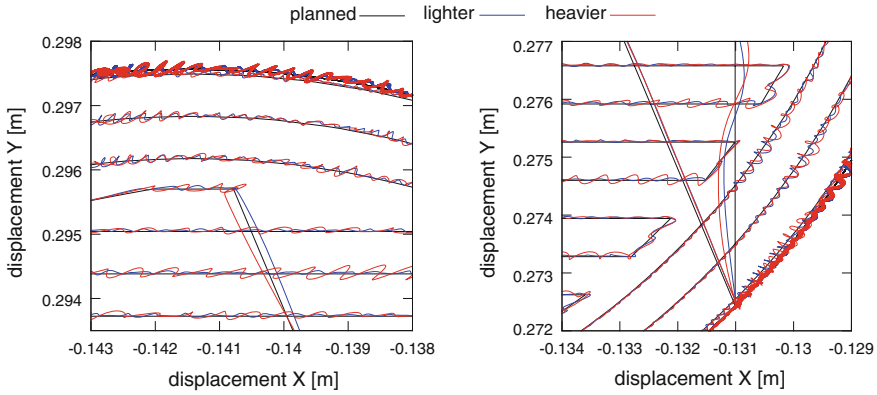 planned lighter heavier
0.298
0.297
0.296
0.295
0.294
displacement Y [m]
-0.143 -0.142 -0.141 -0.14 -0.139 -0.138
displacement X [m]
0.277
0.276
0.275
0.274
0.273
0.272
displacement Y [m]
-0.134 -0.133 -0.132 -0.131 -0.13 -0.129
displacement X [m]